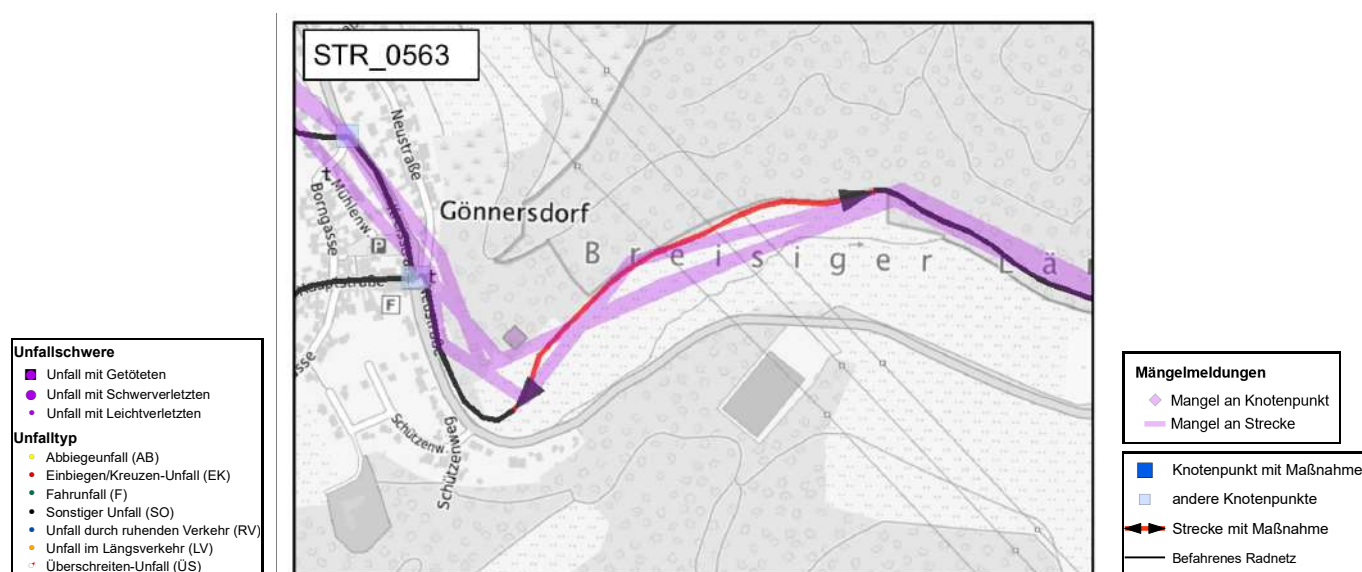 STR_0563
Neustraße
Borngasse
Mühlenw.
Gönnersdorf
P
Breisiger Län
Hauptstraße
F
Schützenw.
Schützenweg
Unfallschwere
Unfall mit Getöteten
Unfall mit Schwerverletzten
Unfall mit Leichtverletzten
Unfalltyp
Abbiegeunfall (AB)
Einbiegen/Kreuzen-Unfall (EK)
Fahrunfall (F)
Sonstiger Unfall (SO)
Unfall durch ruhenden Verkehr (RV)
Unfall im Längsverkehr (LV)
Überschreiten-Unfall (ÜS)
Mängelmeldungen
Mangel an Knotenpunkt
Mangel an Strecke
Knotenpunkt mit Maßnahme
andere Knotenpunkte
Strecke mit Maßnahme
Befahrenes Radnetz